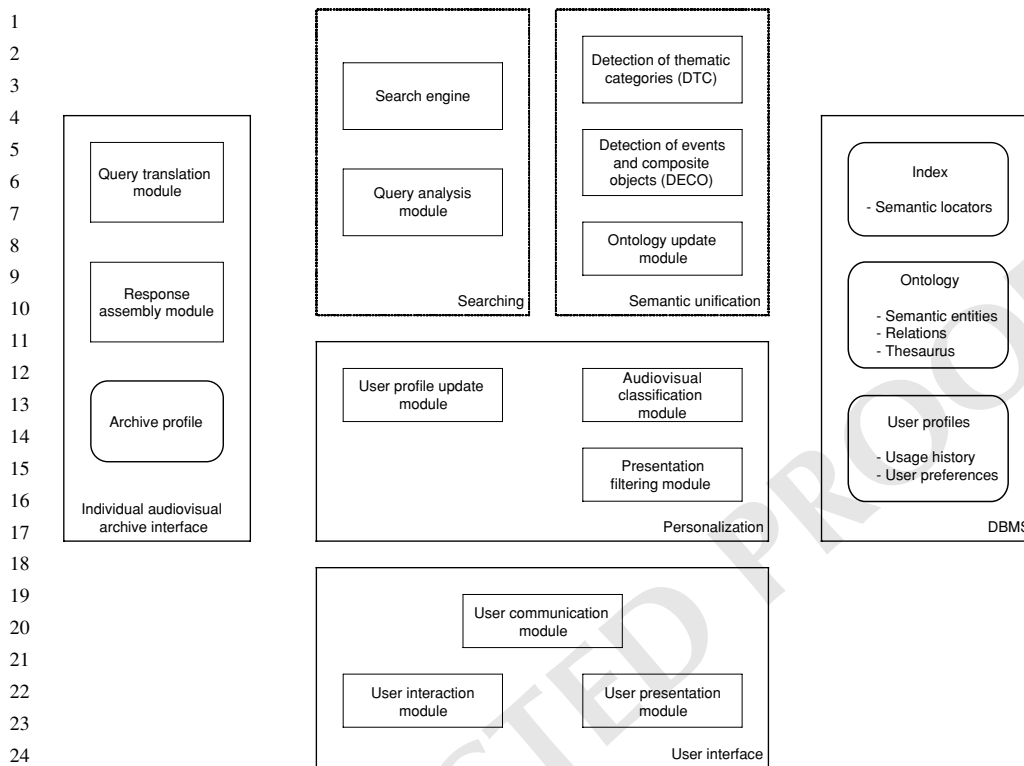 1
2
3
4
5
6
7
8
9
10
11
12
13
14
15
16
17
18
19
20
21
22
23
24
Query translation
module
Response
assembly module
Archive profile
Individual audiovisual
archive interface
Search engine
Query analysis
module
Searching
Detection of thematic
categories (DTC)
Detection of events
and composite
objects (DECO)
Ontology update
module
Semantic unification
User profile update
module
Audiovisual
classification
module
Presentation
filtering module
Personalization
User communication
module
User interaction
module
User presentation
module
User interface
Index
- Semantic locators
Ontology
- Semantic entities
- Relations
- Thesaurus
User profiles
- Usage history
- User preferences
DBMS